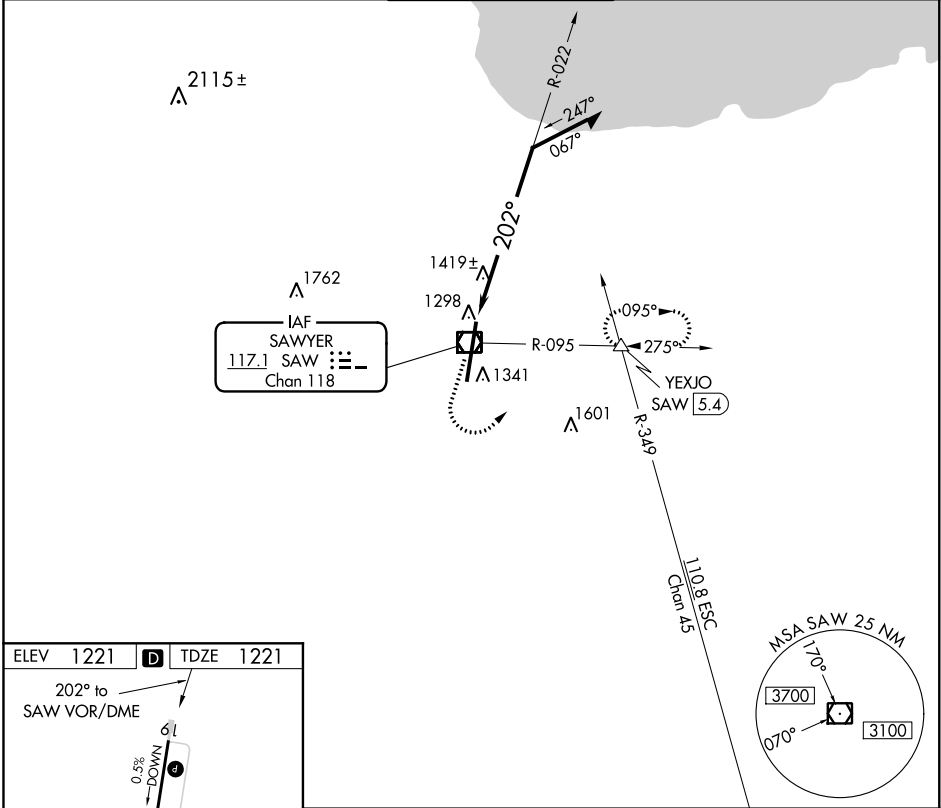 2115±
R-022
247°
067°
202°
1419±
1762
1298
IAF
SAWYER
117.1 SAW
Chan 118
R-095
095°
275°
YEXJO
SAW 5.4
1341
1601
R-349
110.8 ESC
Chan 45
MSA SAW 25 NM
170°
3700
070°
3100
ELEV 1221 D TDZE 1221
202° to
SAW VOR/DME
19
0.5%
DOWN
P